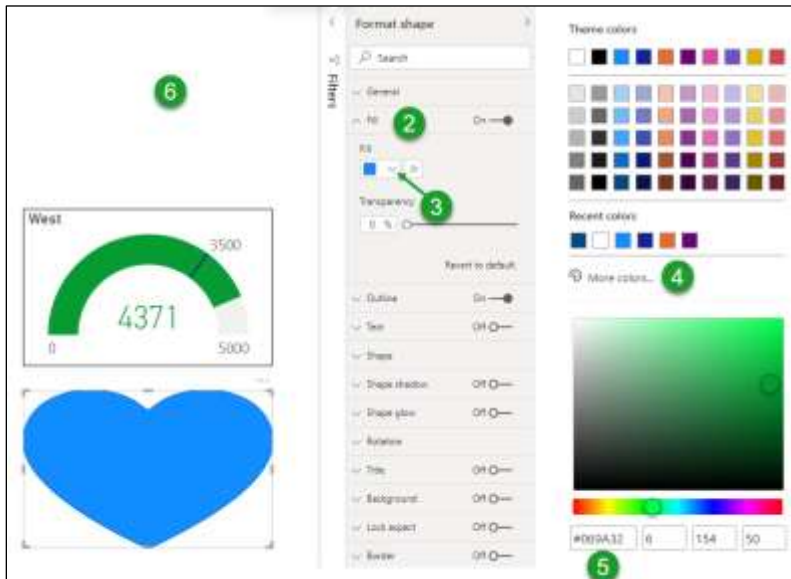 6
West
3500
4371
0
5000
Filters
Format shape
Search
General
Fill
On
2
Fill
fx
3
Transparency
0 %
Revert to default
Outline
On
Text
Off
Shape
Shape shadow
Off
Shape glow
Off
Rotation
Title
Off
Background
Off
Lock aspect
Off
Border
Off
Theme colors
Recent colors
More colors...
4
#069A32
6
154
50
5